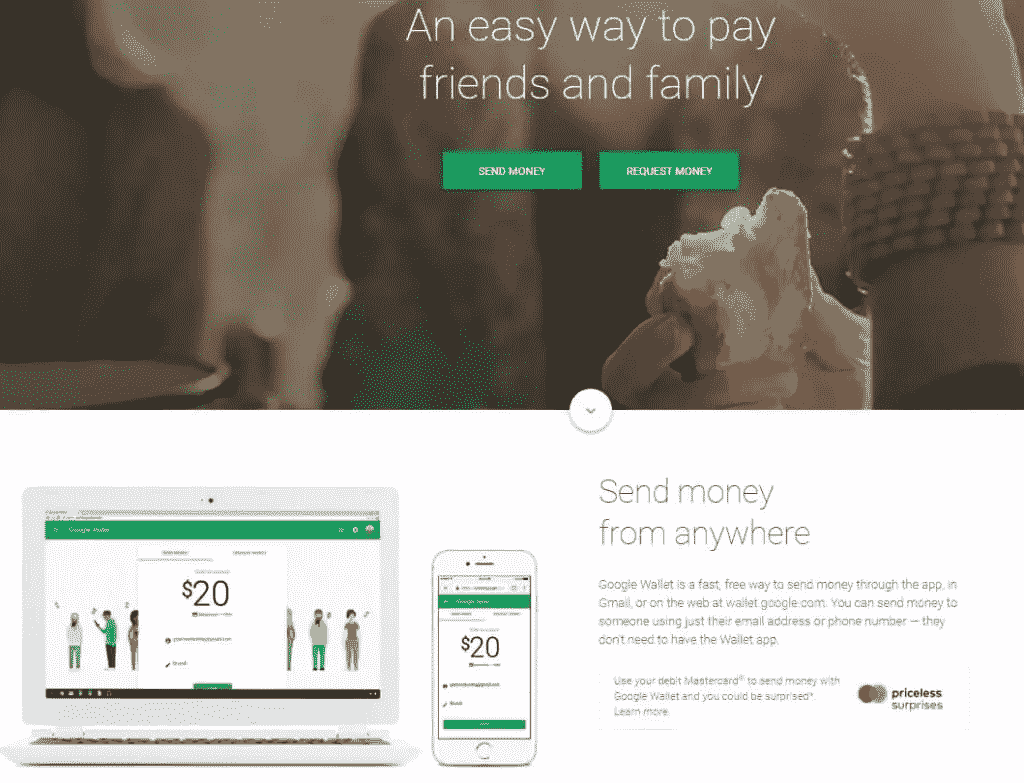 An easy way to pay
friends and family
SEND MONEY
REQUEST MONEY
$20
$20
Send money
from anywhere
Google Wallet is a fast, free way to send money through the app, in
Gmail, or on the web at wallet.google.com. You can send money to
someone using just their email address or phone number — they
don't need to have the Wallet app.
Use your debit Mastercard® to send money with
Google Wallet and you could be surprised*.
Learn more.
priceless
surprises